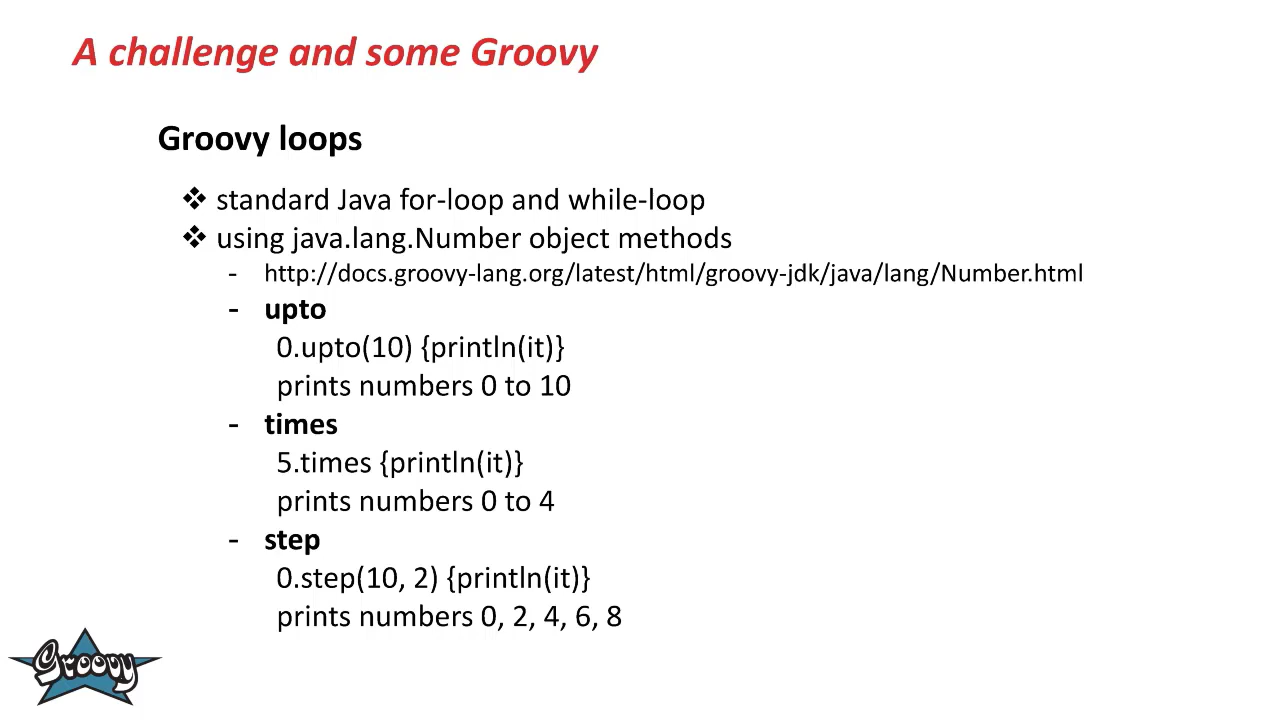 A challenge and some Groovy
Groovy loops
❖ standard Java for-loop and while-loop
❖ using java.lang.Number object methods
- http://docs.groovy-lang.org/latest/html/groovy-jdk/java/lang/Number.html
- upto
0.upto(10) {println(it)}
prints numbers 0 to 10
- times
5.times {println(it)}
prints numbers 0 to 4
- step
0.step(10, 2) {println(it)}
prints numbers 0, 2, 4, 6, 8
Groovy